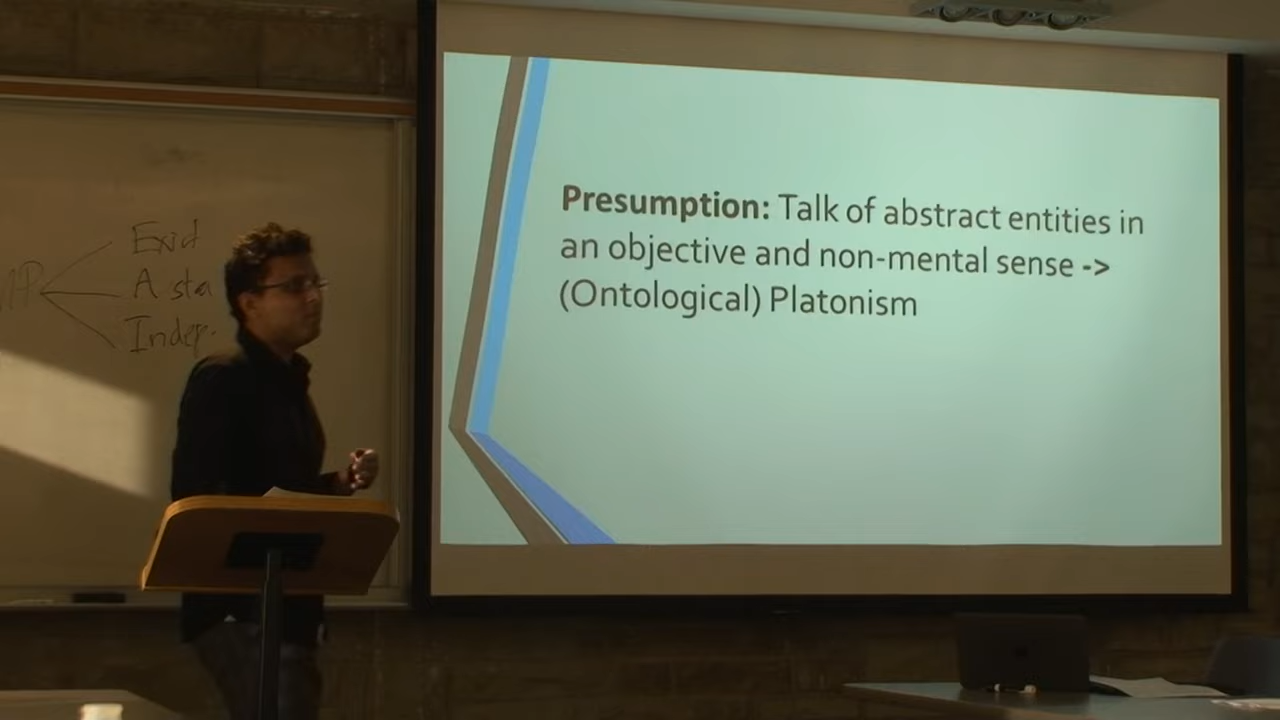 Exist
A sta
Indep.
Presumption: Talk of abstract entities in
an objective and non-mental sense ->
(Ontological) Platonism